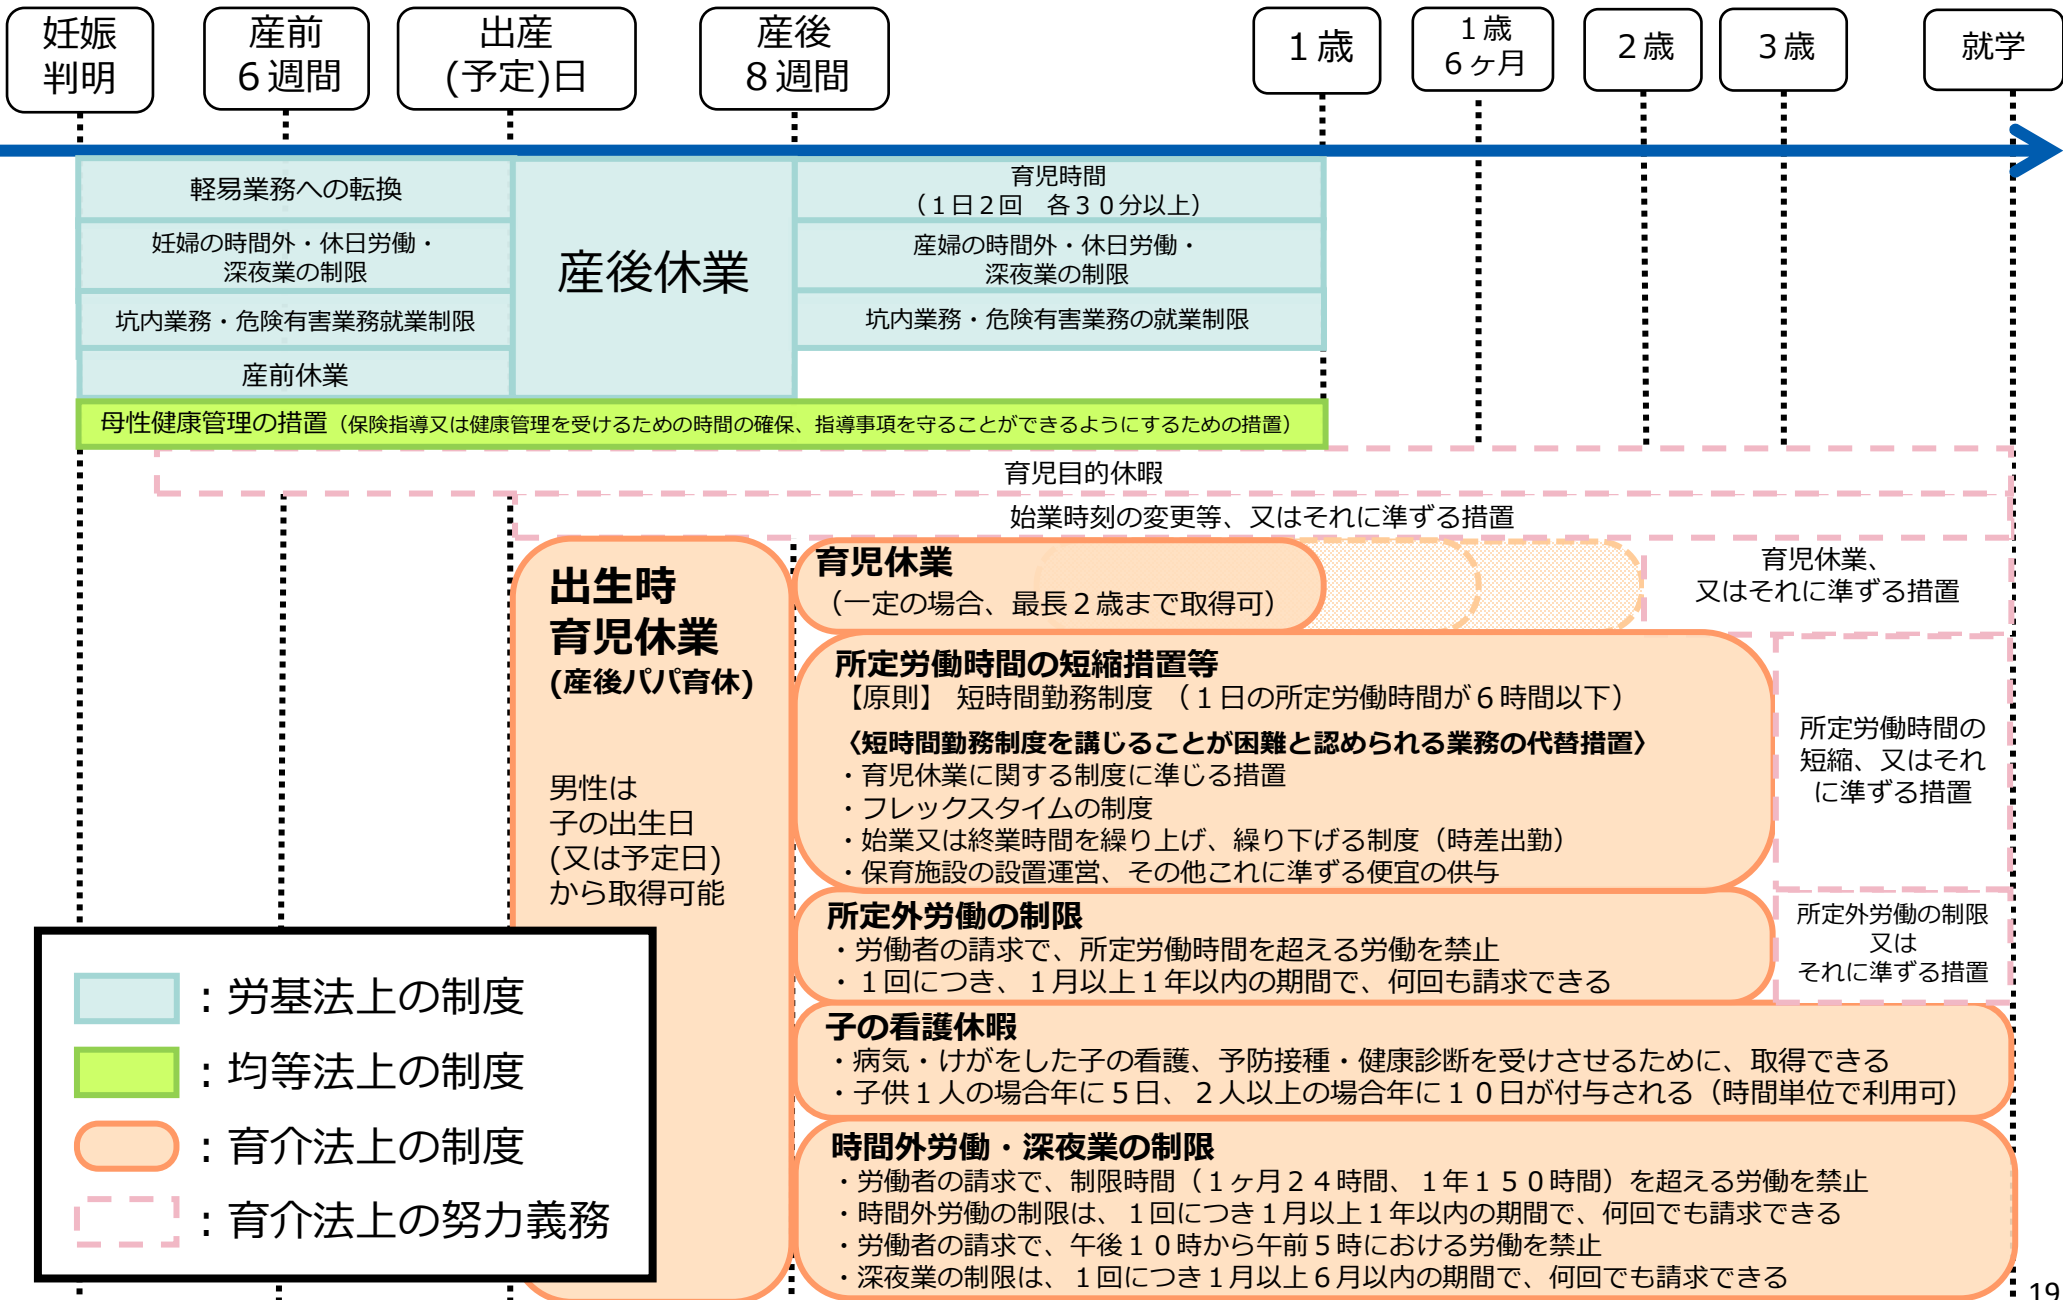 妊娠
判明
産前
６週間
出産
(予定)日
産後
８週間
１歳
１歳
６ヶ月
２歳
３歳
就学
軽易業務への転換
妊婦の時間外・休日労働・
深夜業の制限
坑内業務・危険有害業務就業制限
産前休業
産後休業
育児時間
（１日２回　各３０分以上）
産婦の時間外・休日労働・
深夜業の制限
坑内業務・危険有害業務の就業制限
母性健康管理の措置（保険指導又は健康管理を受けるための時間の確保、指導事項を守ることができるようにするための措置）
育児目的休暇
始業時刻の変更等、又はそれに準ずる措置
出生時
育児休業
(産後パパ育休)
男性は
子の出生日
(又は予定日)
から取得可能
育児休業
（一定の場合、最長２歳まで取得可）
育児休業、
又はそれに準ずる措置
所定労働時間の短縮措置等
【原則】 短時間勤務制度 （１日の所定労働時間が６時間以下）
〈短時間勤務制度を講じることが困難と認められる業務の代替措置〉
・育児休業に関する制度に準じる措置
・フレックスタイムの制度
・始業又は終業時間を繰り上げ、繰り下げる制度（時差出勤）
・保育施設の設置運営、その他これに準ずる便宜の供与
所定労働時間の
短縮、又はそれ
に準ずる措置
所定外労働の制限
・労働者の請求で、所定労働時間を超える労働を禁止
・１回につき、１月以上１年以内の期間で、何回も請求できる
所定外労働の制限
又は
それに準ずる措置
子の看護休暇
・病気・けがをした子の看護、予防接種・健康診断を受けさせるために、取得できる
・子供１人の場合年に５日、２人以上の場合年に１０日が付与される（時間単位で利用可）
時間外労働・深夜業の制限
・労働者の請求で、制限時間（１ヶ月２４時間、１年１５０時間）を超える労働を禁止
・時間外労働の制限は、１回につき１月以上１年以内の期間で、何回でも請求できる
・労働者の請求で、午後１０時から午前５時における労働を禁止
・深夜業の制限は、１回につき１月以上６月以内の期間で、何回でも請求できる
：労基法上の制度
：均等法上の制度
：育介法上の制度
：育介法上の努力義務
19